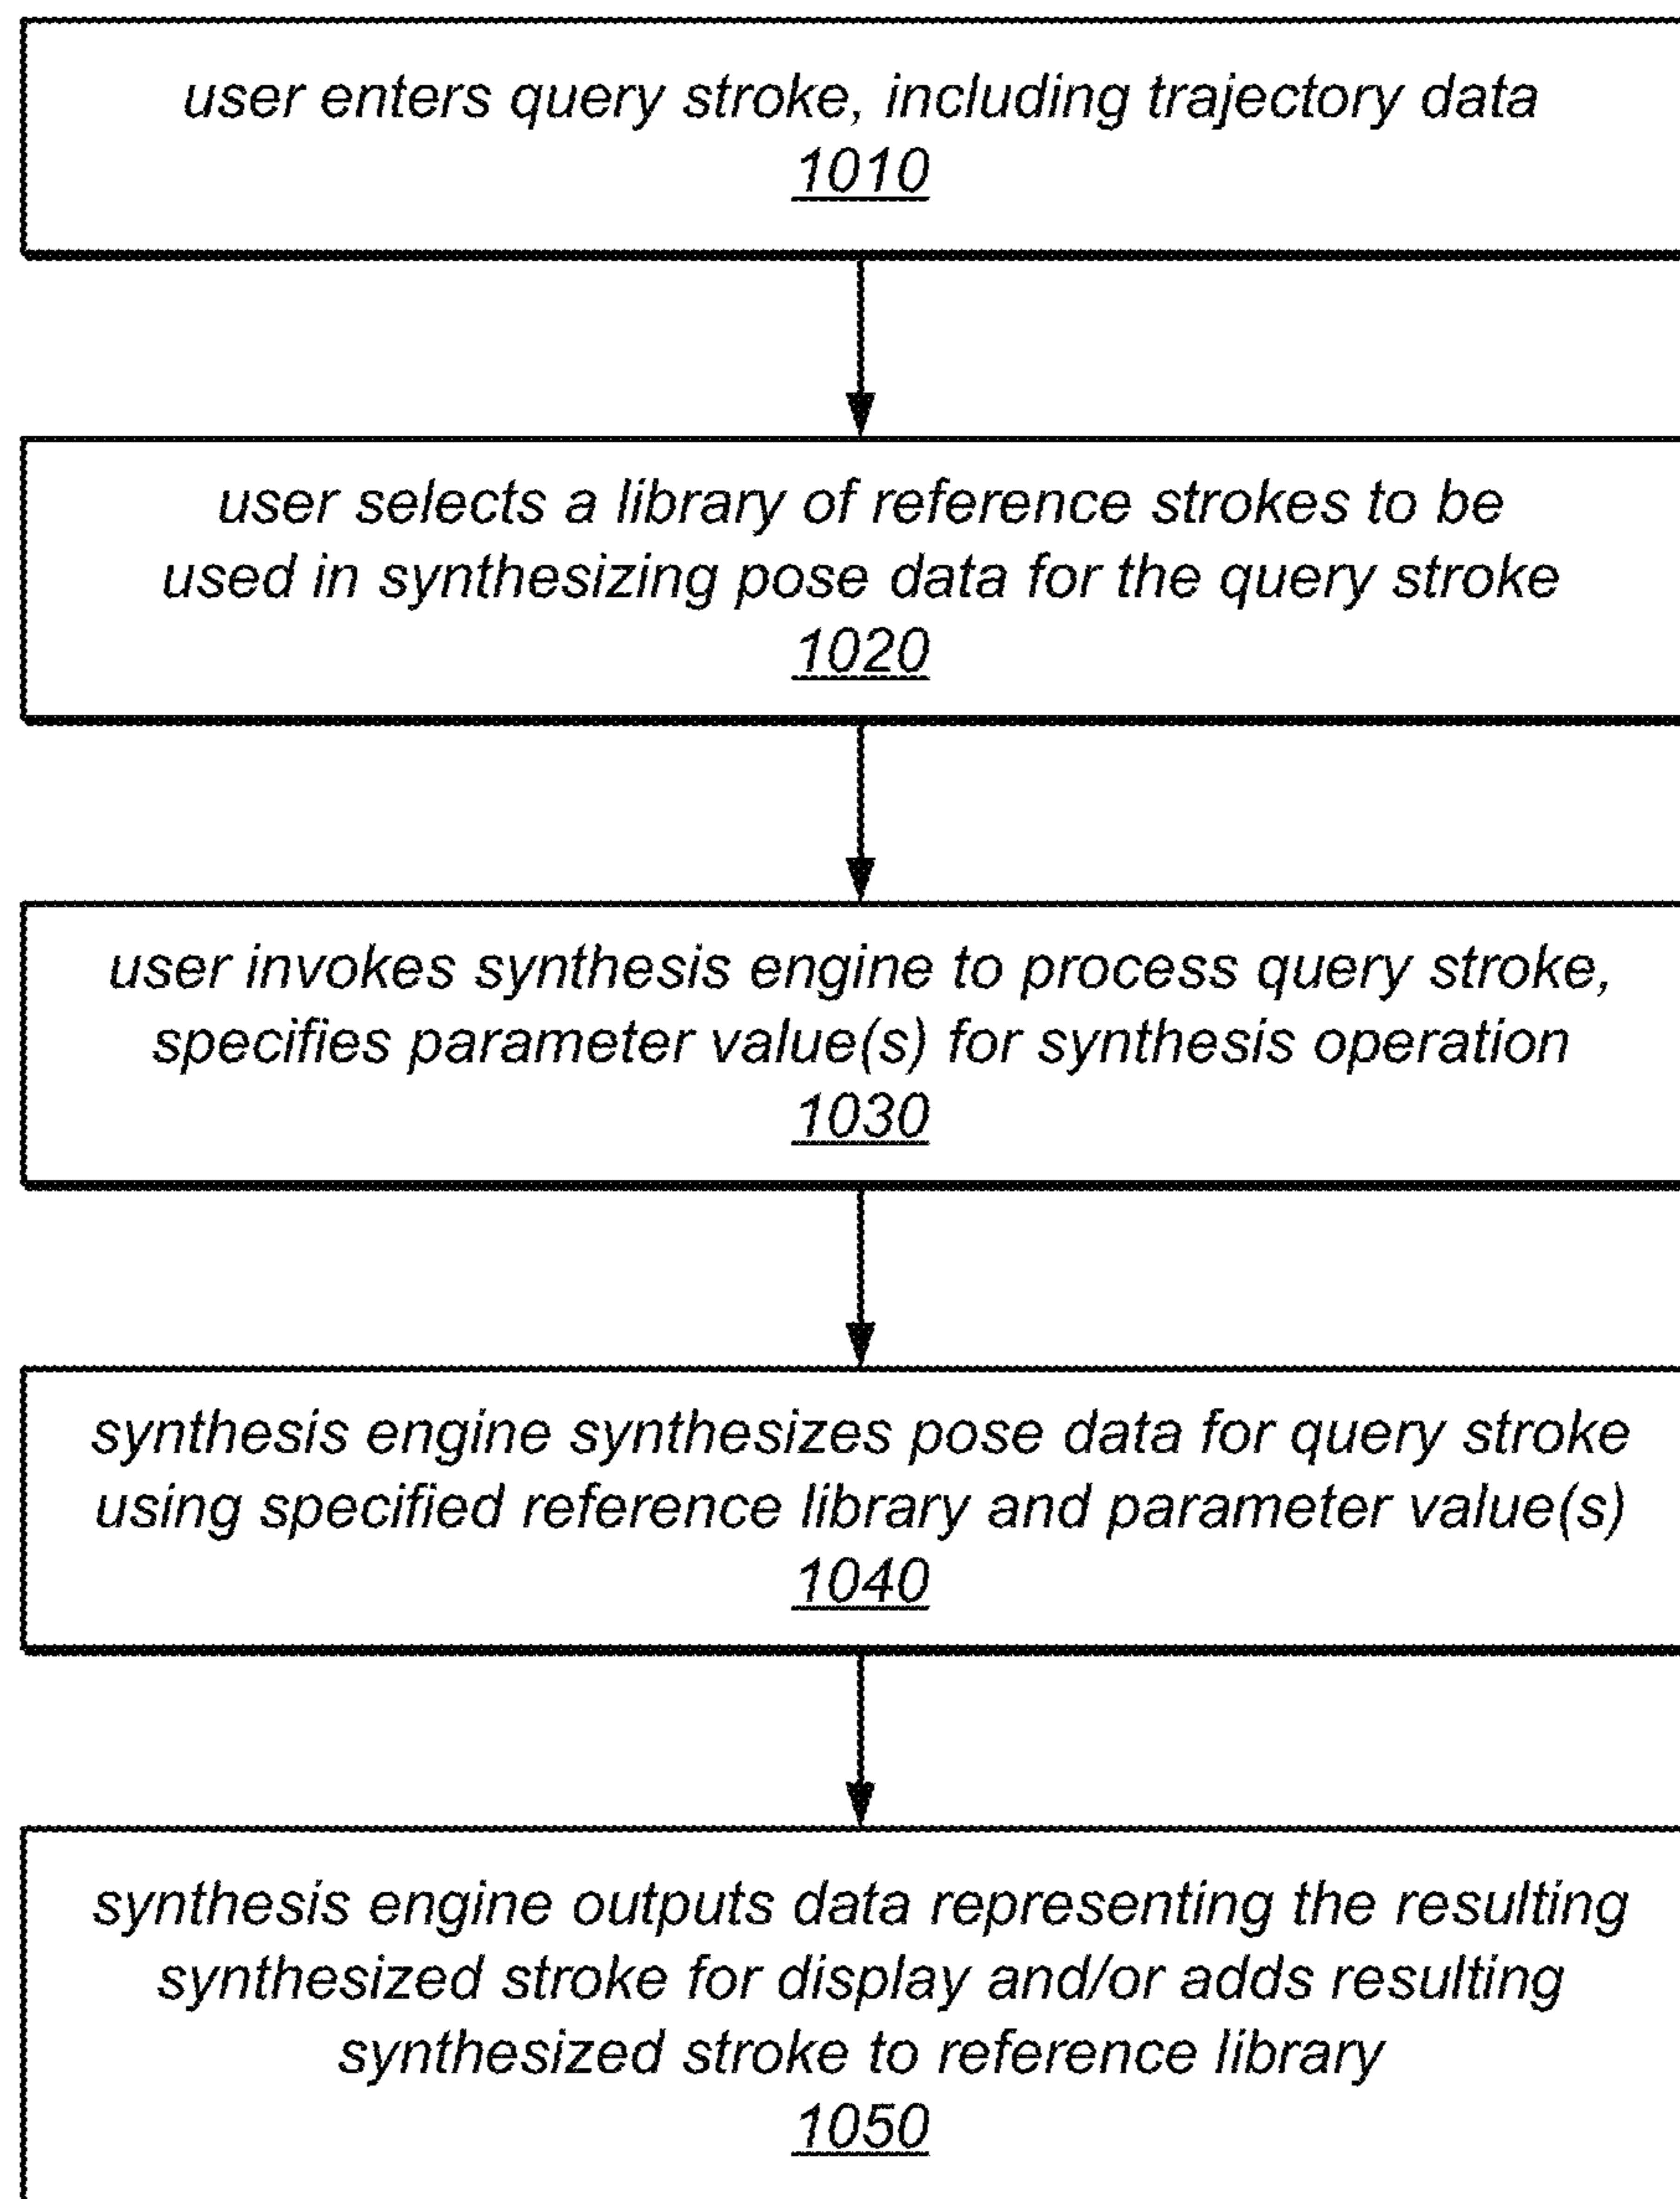 user enters query stroke, including trajectory data
1010
user selects a library of reference strokes to be
used in synthesizing pose data for the query stroke
1020
user invokes synthesis engine to process query stroke,
specifies parameter value(s) for synthesis operation
1030
synthesis engine synthesizes pose data for query stroke
using specified reference library and parameter value(s)
1040
synthesis engine outputs data representing the resulting
synthesized stroke for display and/or adds resulting
synthesized stroke to reference library
1050